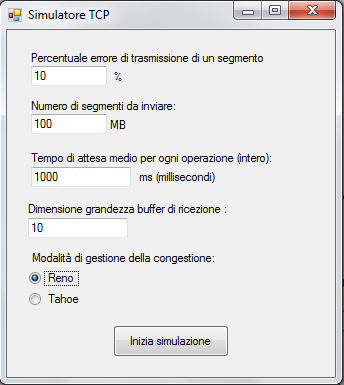 Simulatore TCP
Percentuale errore di trasmissione di un segmento
10 %
Numero di segmenti da inviare:
100 MB
Tempo di attesa medio per ogni operazione (intero):
1000 ms (millisecondi)
Dimensione grandezza buffer di ricezione :
10
Modalità di gestione della congestione:
Reno
Tahoe
Inizia simulazione